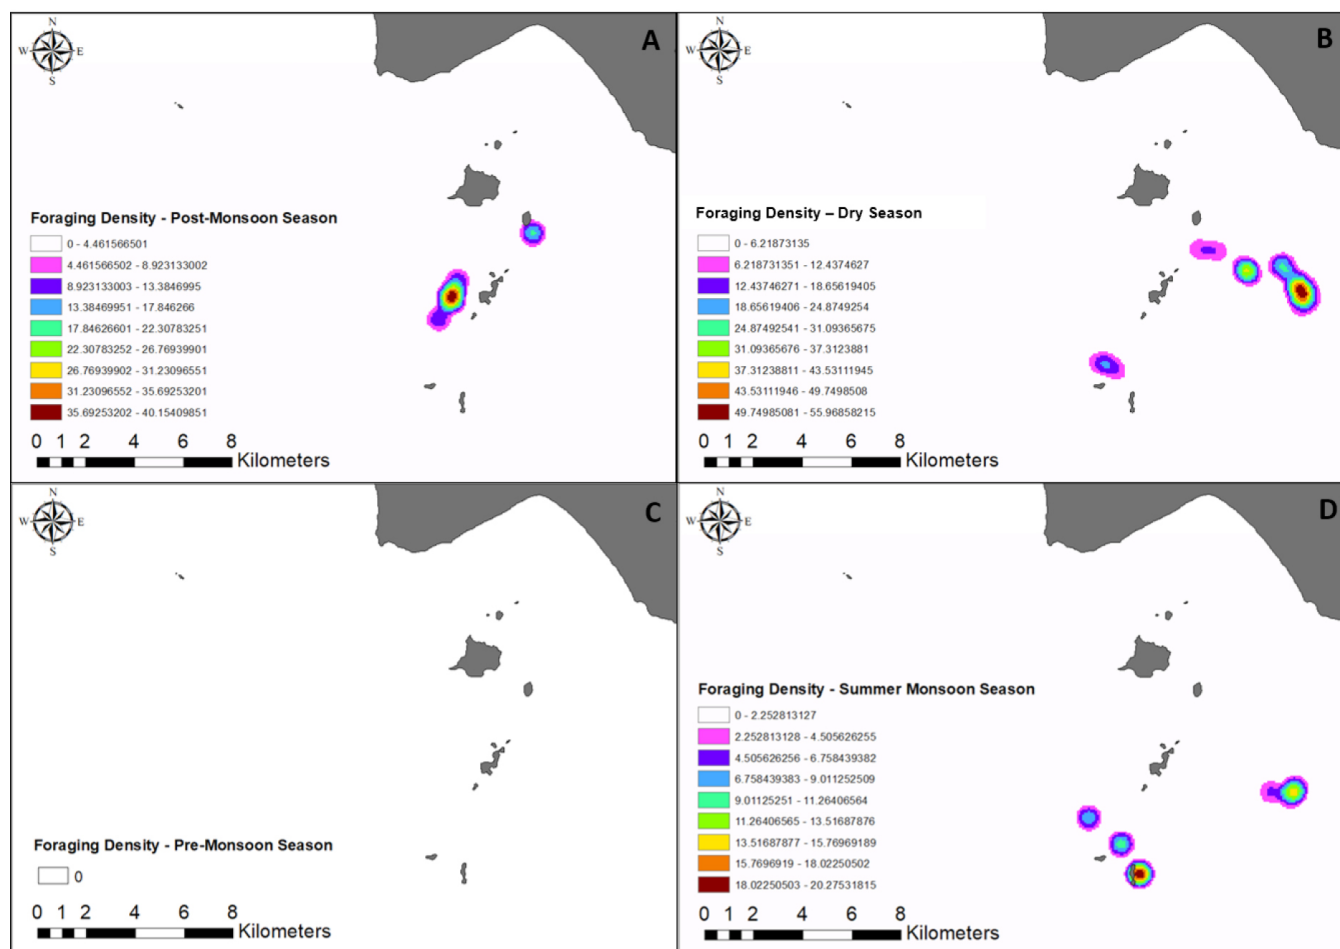 N
W E
S
A
Foraging Density - Post-Monsoon Season
0 - 4.461566501
4.461566502 - 8.923133002
8.923133003 - 13.3846995
13.38469951 - 17.846266
17.84626601 - 22.30783251
22.30783252 - 26.76939901
26.76939902 - 31.23096551
31.23096552 - 35.69253201
35.69253202 - 40.15409851
0 1 2 4 6 8
Kilometers
N
W E
S
B
Foraging Density – Dry Season
0 - 6.21873135
6.218731351 - 12.4374627
12.43746271 - 18.65619405
18.65619406 - 24.8749254
24.87492541 - 31.09365675
31.09365676 - 37.3123881
37.31238811 - 43.53111945
43.53111946 - 49.7498508
49.74985081 - 55.96858215
0 1 2 4 6 8
Kilometers
N
W E
S
C
Foraging Density - Pre-Monsoon Season
0
0 1 2 4 6 8
Kilometers
N
W E
S
D
Foraging Density - Summer Monsoon Season
0 - 2.252813127
2.252813128 - 4.505626255
4.505626256 - 6.758439382
6.758439383 - 9.011252509
9.01125251 - 11.26406564
11.26406565 - 13.51687876
13.51687877 - 15.76969189
15.7696919 - 18.02250502
18.02250503 - 20.27531815
0 1 2 4 6 8
Kilometers